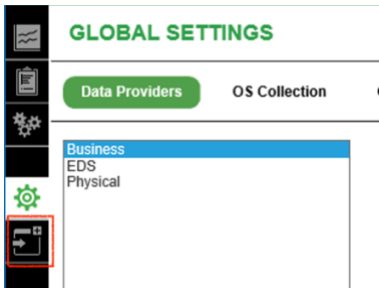 GLOBAL SETTINGS
Data Providers OS Collection
Business
EDS
Physical